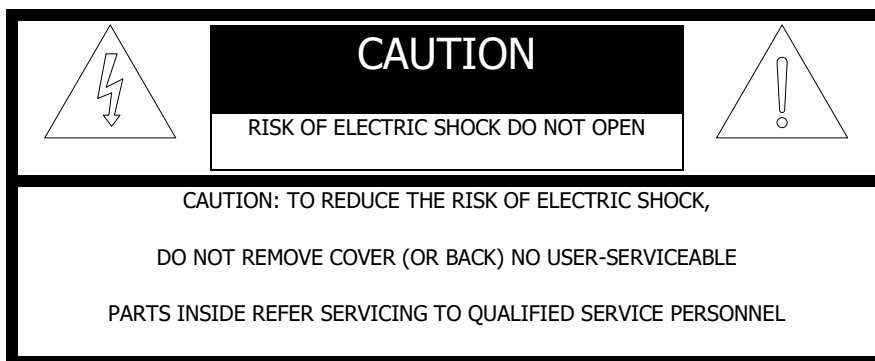 CAUTION
RISK OF ELECTRIC SHOCK DO NOT OPEN
CAUTION: TO REDUCE THE RISK OF ELECTRIC SHOCK,
DO NOT REMOVE COVER (OR BACK) NO USER-SERVICEABLE
PARTS INSIDE REFER SERVICING TO QUALIFIED SERVICE PERSONNEL